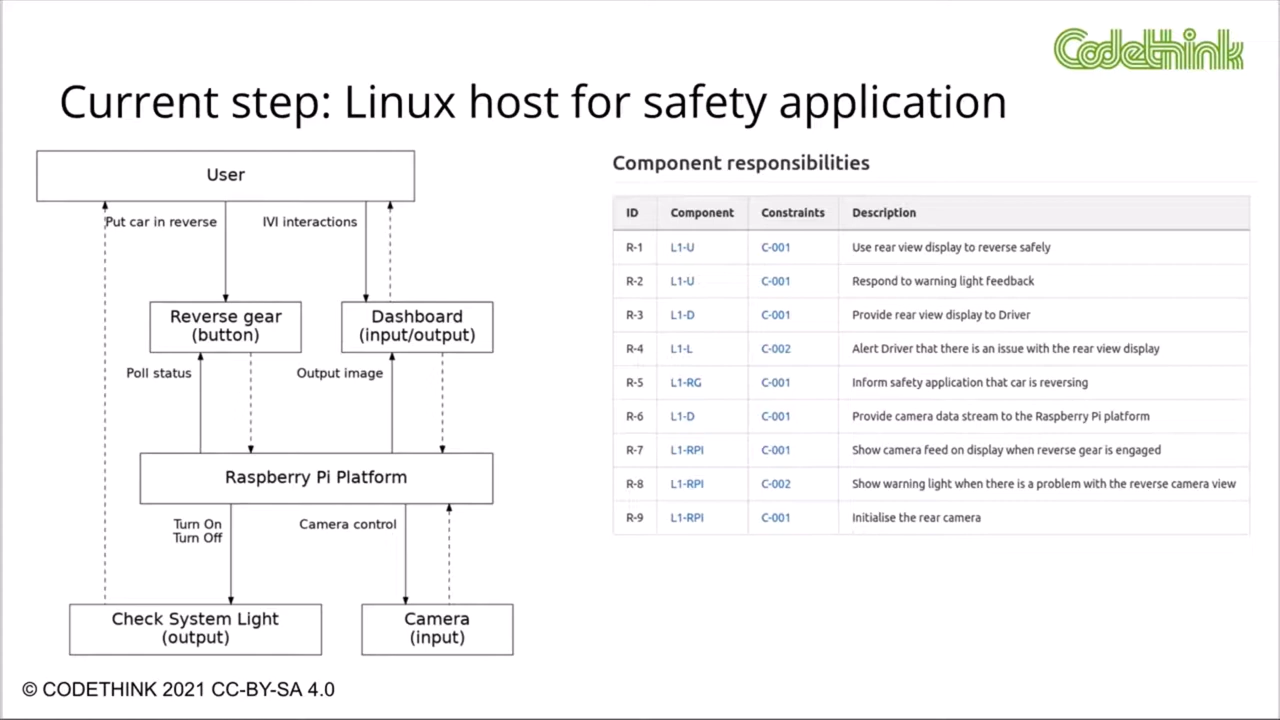 Codethink
Current step: Linux host for safety application
User
Put car in reverse
IVI interactions
Reverse gear
(button)
Dashboard
(input/output)
Poll status
Output image
Raspberry Pi Platform
Turn On
Turn Off
Camera control
Check System Light
(output)
Camera
(input)
Component responsibilities
ID Component Constraints Description
R-1 L1-U C-001 Use rear view display to reverse safely
R-2 L1-U C-001 Respond to warning light feedback
R-3 L1-D C-001 Provide rear view display to Driver
R-4 L1-L C-002 Alert Driver that there is an issue with the rear view display
R-5 L1-RG C-001 Inform safety application that car is reversing
R-6 L1-D C-001 Provide camera data stream to the Raspberry Pi platform
R-7 L1-RPI C-001 Show camera feed on display when reverse gear is engaged
R-8 L1-RPI C-002 Show warning light when there is a problem with the reverse camera view
R-9 L1-RPI C-001 Initialise the rear camera
© CODETHINK 2021 CC-BY-SA 4.0